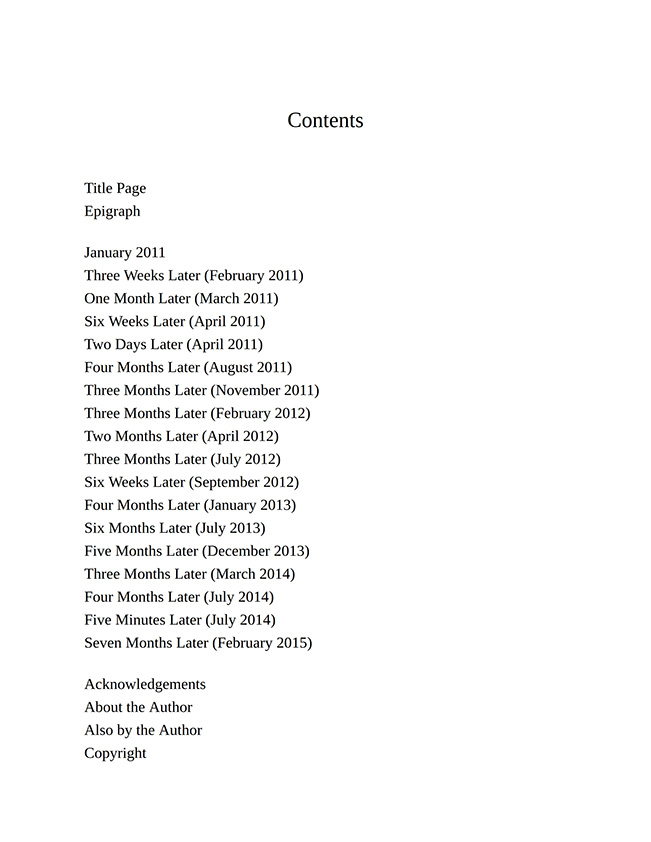 Contents
Title Page
Epigraph
January 2011
Three Weeks Later (February 2011)
One Month Later (March 2011)
Six Weeks Later (April 2011)
Two Days Later (April 2011)
Four Months Later (August 2011)
Three Months Later (November 2011)
Three Months Later (February 2012)
Two Months Later (April 2012)
Three Months Later (July 2012)
Six Weeks Later (September 2012)
Four Months Later (January 2013)
Six Months Later (July 2013)
Five Months Later (December 2013)
Three Months Later (March 2014)
Four Months Later (July 2014)
Five Minutes Later (July 2014)
Seven Months Later (February 2015)
Acknowledgements
About the Author
Also by the Author
Copyright